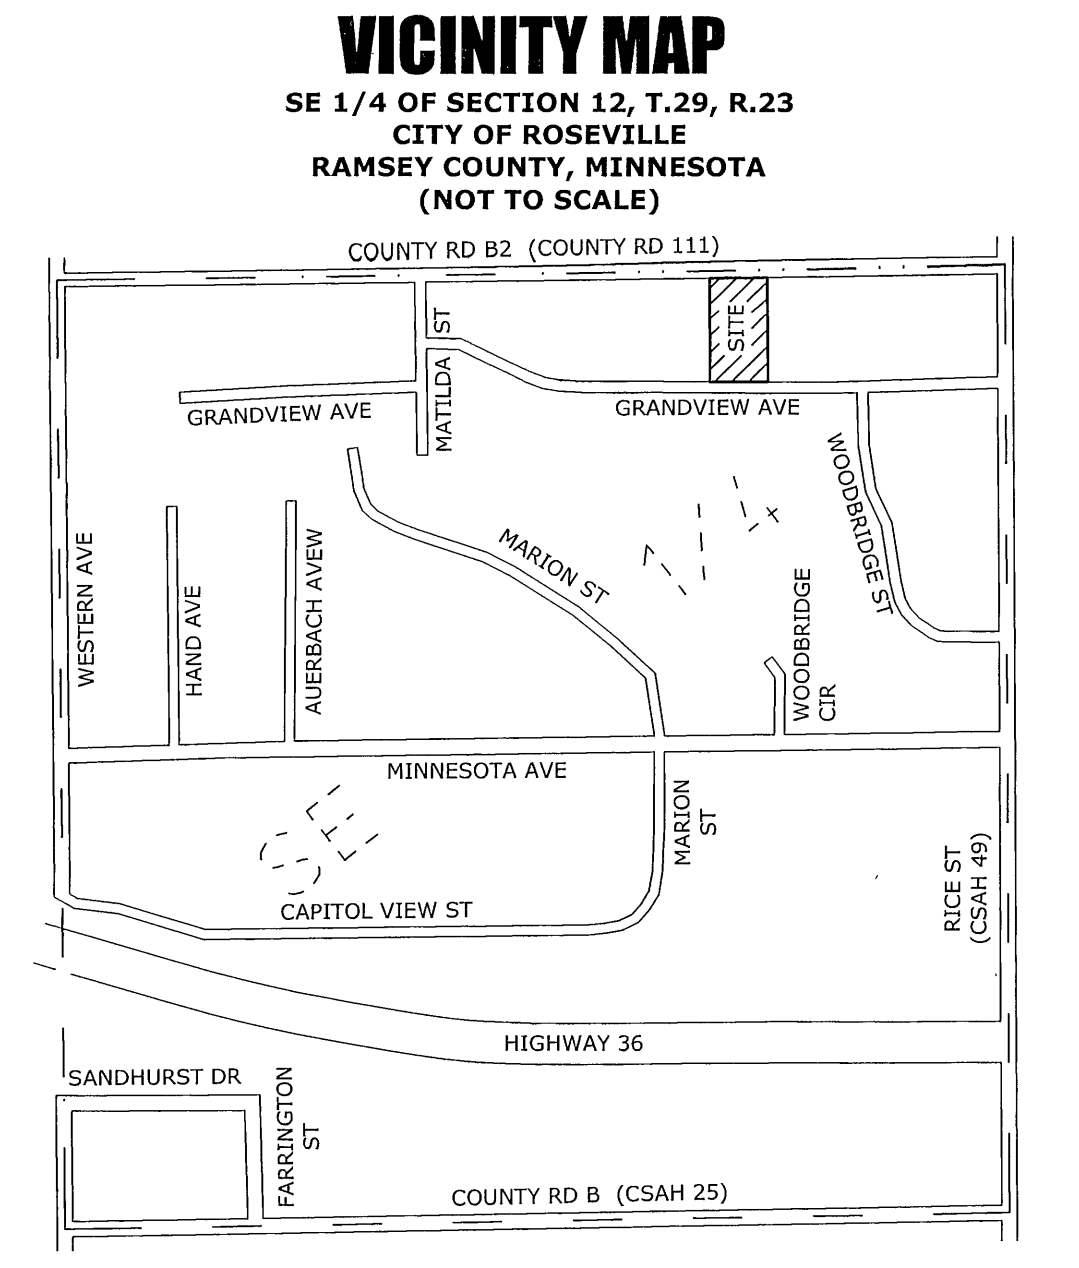 VICINITY MAP
SE 1/4 OF SECTION 12, T.29, R.23
CITY OF ROSEVILLE
RAMSEY COUNTY, MINNESOTA
(NOT TO SCALE)
COUNTY RD B2 (COUNTY RD 111)
SITE
MATILDA ST
GRANDVIEW AVE
GRANDVIEW AVE
WOODBRIDGE ST
MARION ST
WESTERN AVE
HAND AVE
AUERBACH AVEW
WOODBRIDGE
CIR
MINNESOTA AVE
SE
MARION
ST
RICE ST
(CSAH 49)
CAPITOL VIEW ST
HIGHWAY 36
SANDHURST DR
FARRINGTON
ST
COUNTY RD B (CSAH 25)